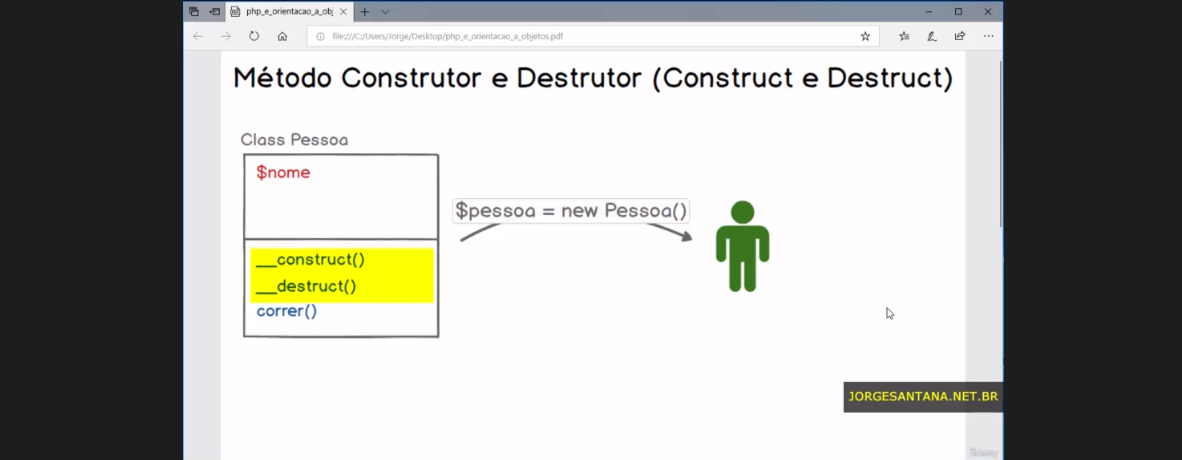 php_e_orientacao_a_obj
file:///C:/Users/Jorge/Desktop/php_e_orientacao_a_objetos.pdf
Método Construtor e Destrutor (Construct e Destruct)
Class Pessoa
$nome
$pessoa = new Pessoa()
__construct()
__destruct()
correr()
JORGESANTANA.NET.BR
Udemy